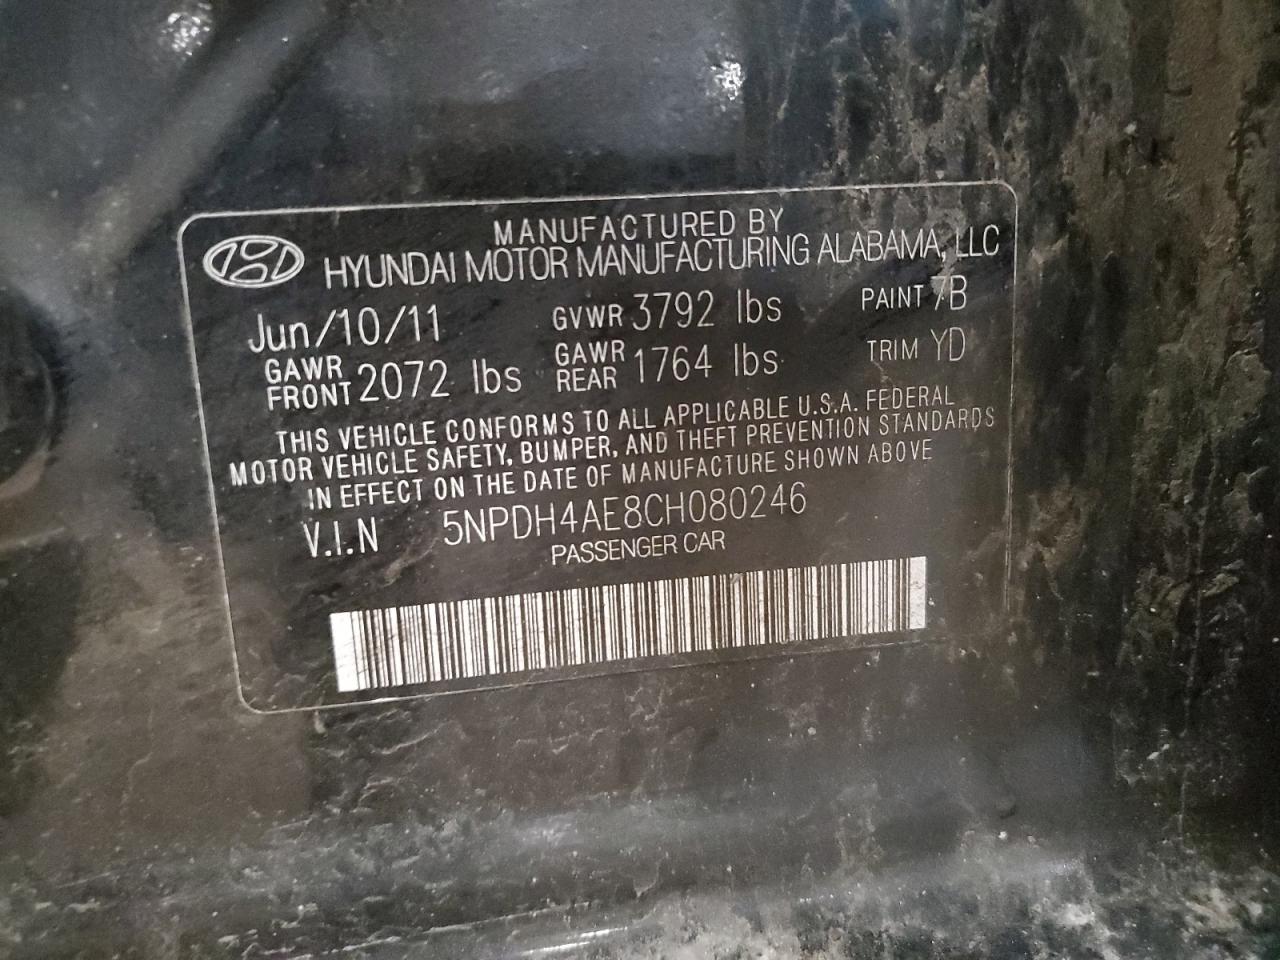 MANUFACTURED BY
HYUNDAI MOTOR MANUFACTURING ALABAMA, LLC
Jun/10/11 GVWR 3792 lbs PAINT 7B
GAWR FRONT 2072 lbs GAWR REAR 1764 lbs TRIM YD
THIS VEHICLE CONFORMS TO ALL APPLICABLE U.S.A. FEDERAL
MOTOR VEHICLE SAFETY, BUMPER, AND THEFT PREVENTION STANDARDS
IN EFFECT ON THE DATE OF MANUFACTURE SHOWN ABOVE
V.I.N 5NPDH4AE8CH080246
PASSENGER CAR